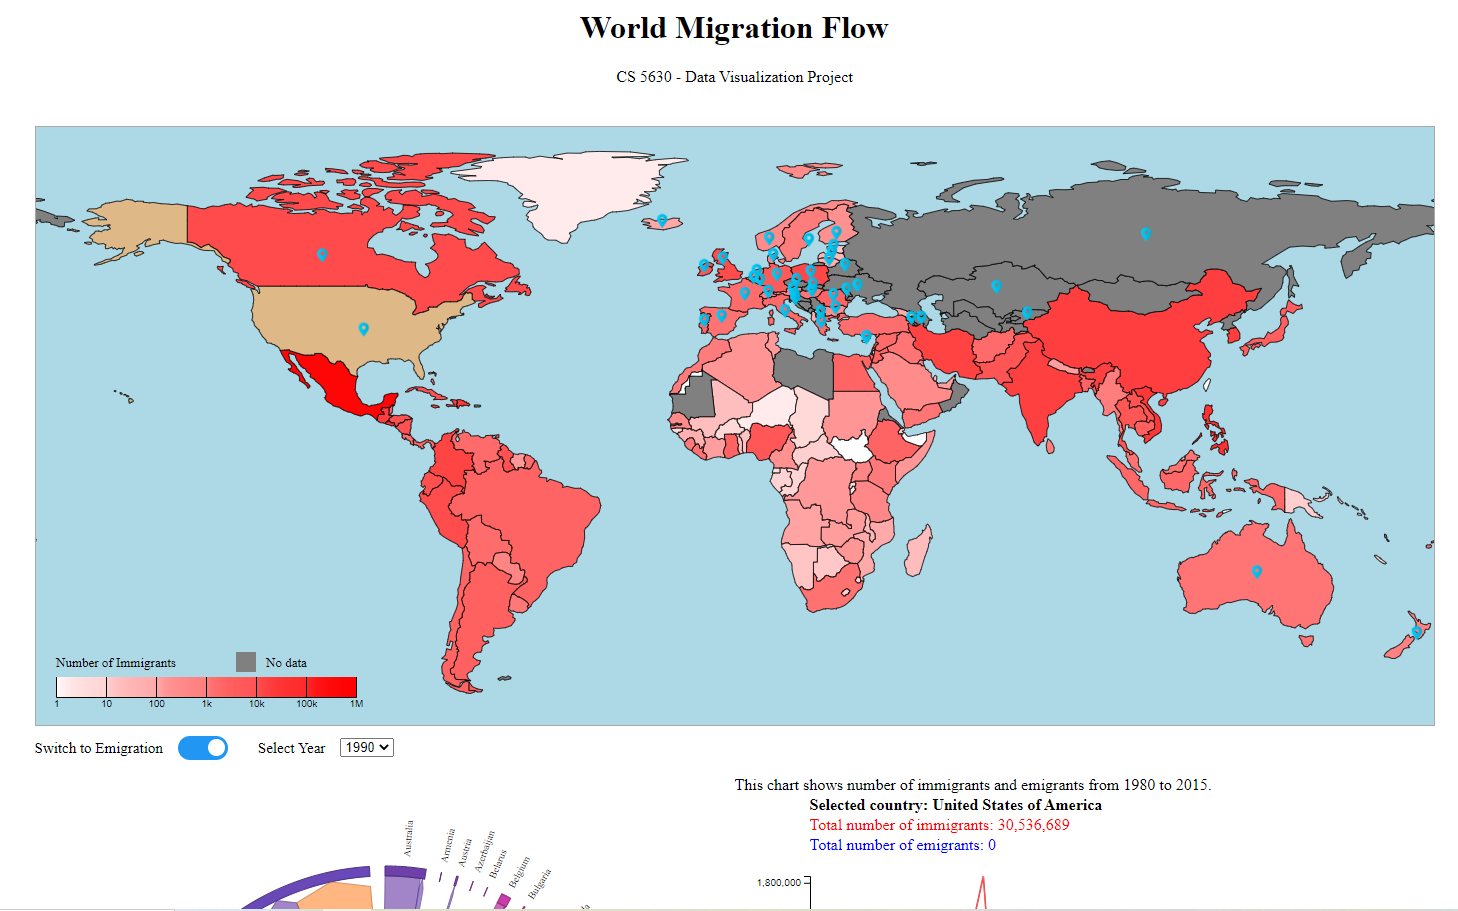 World Migration Flow
CS 5630 - Data Visualization Project
Number of Immigrants
No data
1 10 100 1k 10k 100k 1M
Switch to Emigration
Select Year
1990
This chart shows number of immigrants and emigrants from 1980 to 2015.
Selected country: United States of America
Total number of immigrants: 30,536,689
Total number of emigrants: 0
Australia
Armenia
Austria
Azerbaijan
Belarus
Belgium
Bulgaria
1,800,000